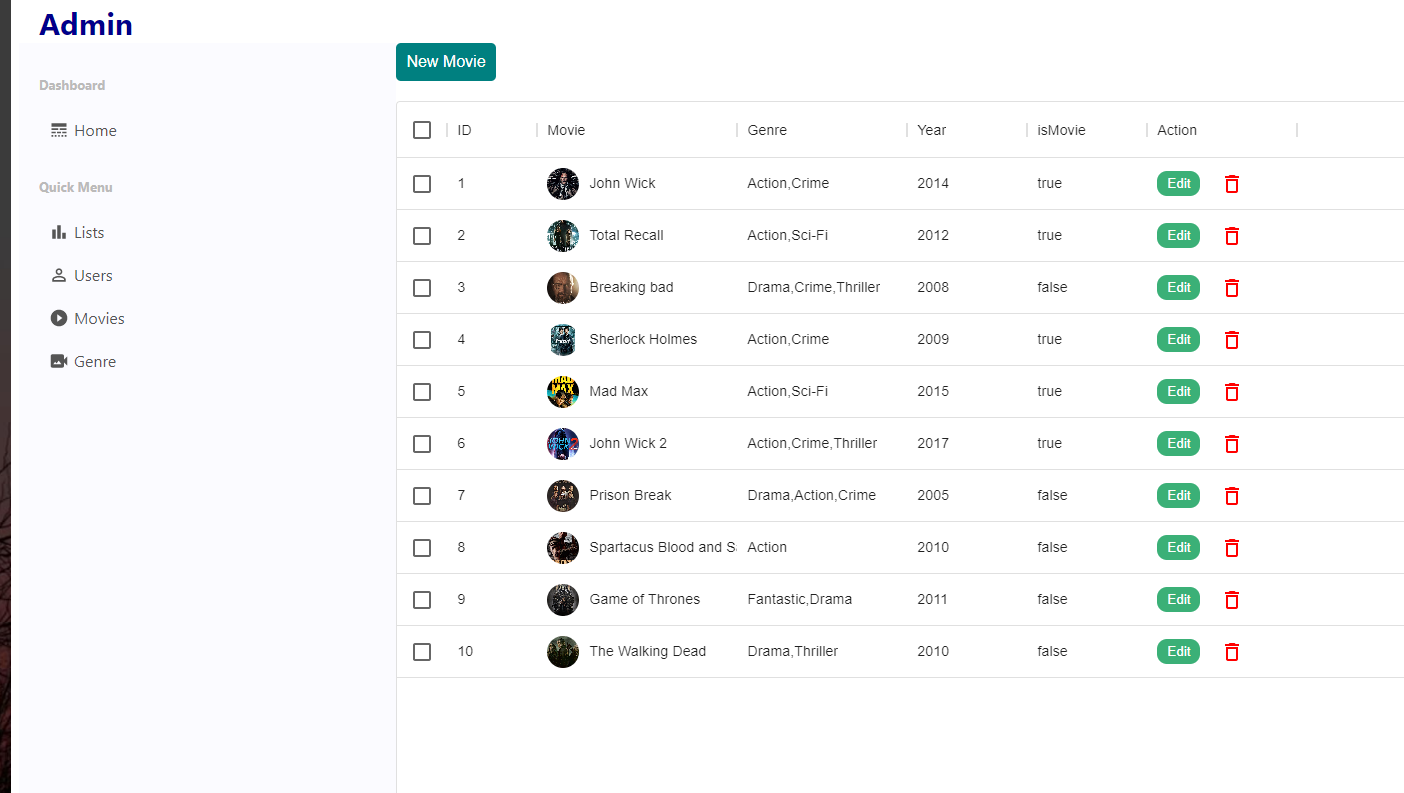 Admin
New Movie
Dashboard
Home
Quick Menu
Lists
Users
Movies
Genre
ID Movie Genre Year isMovie Action
1 John Wick Action,Crime 2014 true Edit
2 Total Recall Action,Sci-Fi 2012 true Edit
3 Breaking bad Drama,Crime,Thriller 2008 false Edit
4 Sherlock Holmes Action,Crime 2009 true Edit
5 MAD MAX Mad Max Action,Sci-Fi 2015 true Edit
6 John Wick 2 Action,Crime,Thriller 2017 true Edit
7 Prison Break Drama,Action,Crime 2005 false Edit
8 Spartacus Blood and Action 2010 false Edit
9 Game of Thrones Fantastic,Drama 2011 false Edit
10 The Walking Dead Drama,Thriller 2010 false Edit